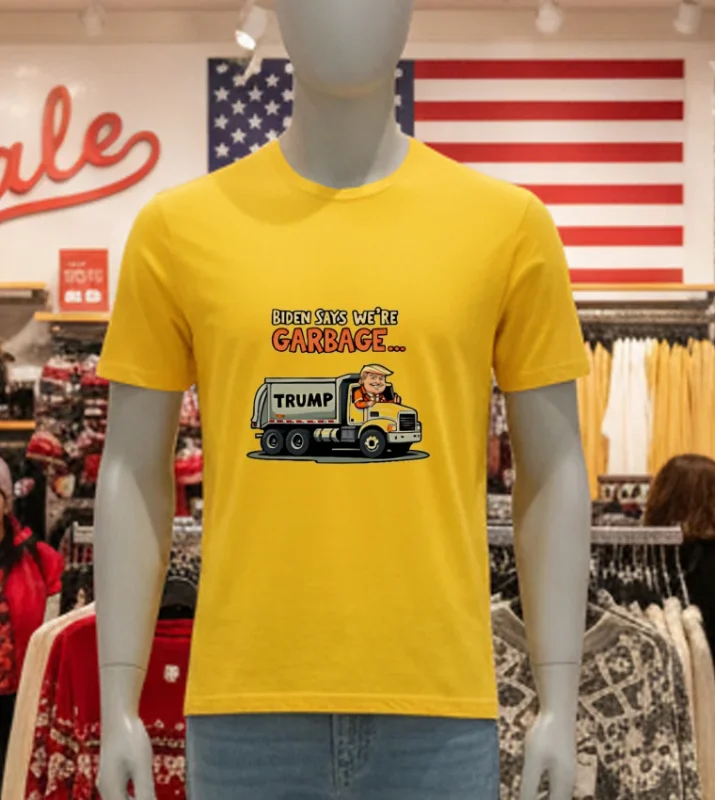 ale
BIDEN SAYS WE'RE
GARBAGE...
TRUMP